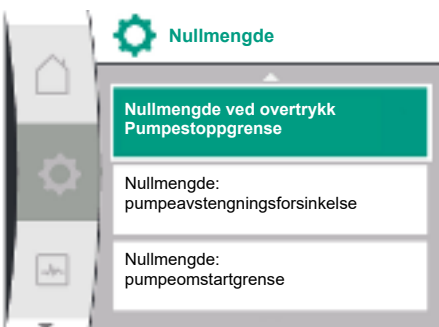 Nullmengde
Nullmengde ved overtrykk
Pumpestoppgrense
Nullmengde:
pumpeavstengningsforsinkelse
Nullmengde:
pumpeomstartgrense